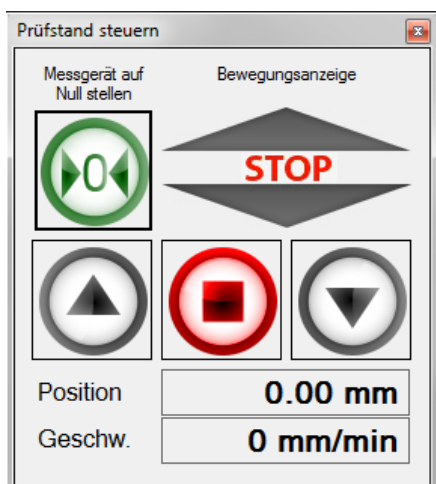 Prüfstand steuern
Messgerät auf
Null stellen
Bewegungsanzeige
0
STOP
Position
0.00 mm
Geschw.
0 mm/min